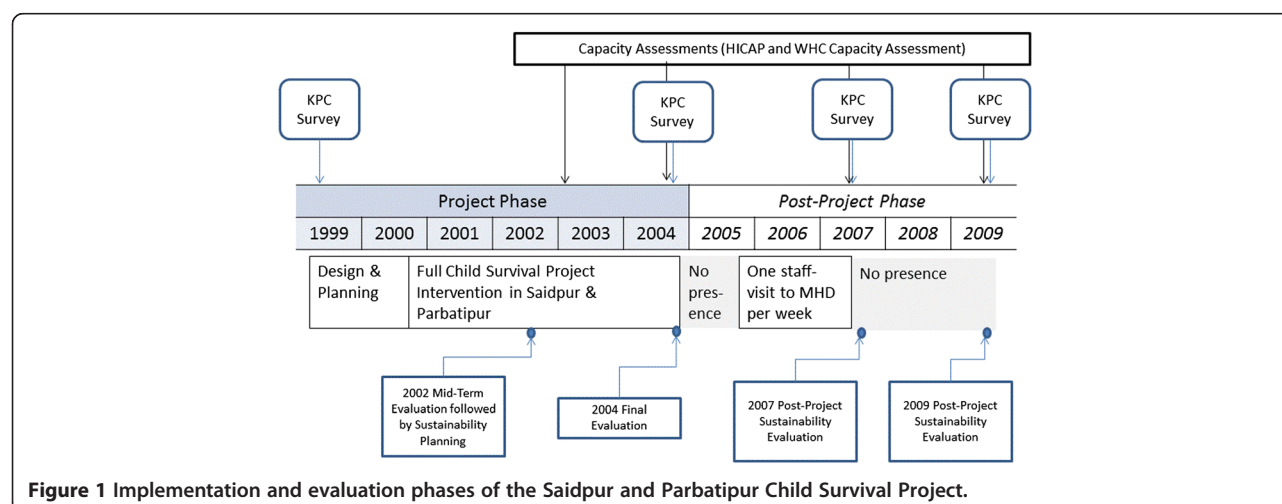 Capacity Assessments (HICAP and WHC Capacity Assessment)
KPC
Survey
KPC
Survey
KPC
Survey
KPC
Survey
Project Phase
Post-Project Phase
1999
2000
2001
2002
2003
2004
2005
2006
2007
2008
2009
Design &
Planning
Full Child Survival Project
Intervention in Saidpur &
Parbatipur
No
pres-
ence
One staff-
visit to MHD
per week
No presence
2002 Mid-Term
Evaluation followed
by Sustainability
Planning
2004 Final
Evaluation
2007 Post-Project
Sustainability
Evaluation
2009 Post-Project
Sustainability
Evaluation
Figure 1 Implementation and evaluation phases of the Saidpur and Parbatipur Child Survival Project.